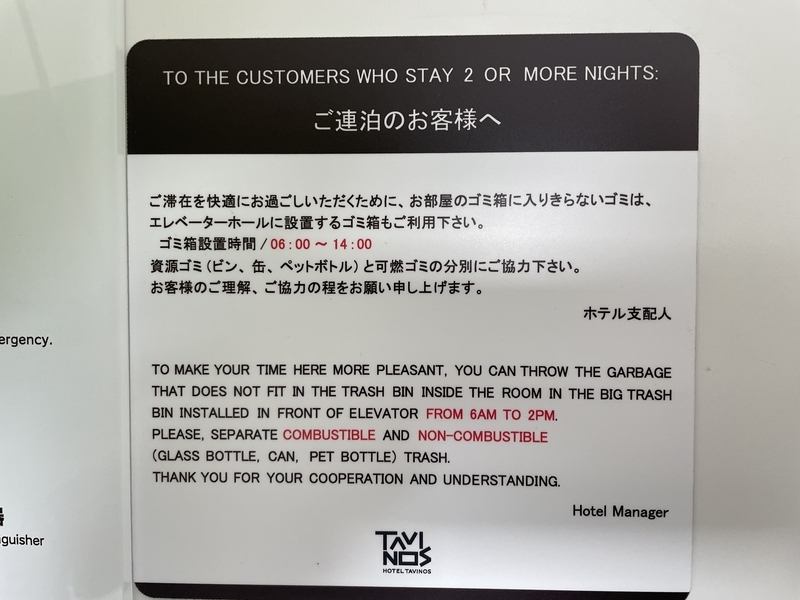 TO THE CUSTOMERS WHO STAY 2 OR MORE NIGHTS:
ご連泊のお客様へ
ご滞在を快適にお過ごしいただくために、お部屋のゴミ箱に入りきらないゴミは、
エレベーターホールに設置するゴミ箱もご利用下さい。
ゴミ箱設置時間 / 06:00 ～ 14:00
資源ゴミ (ビン、缶、ペットボトル) と可燃ゴミの分別にご協力下さい。
お客様のご理解、ご協力の程をお願い申し上げます。
ホテル支配人
TO MAKE YOUR TIME HERE MORE PLEASANT, YOU CAN THROW THE GARBAGE
THAT DOES NOT FIT IN THE TRASH BIN INSIDE THE ROOM IN THE BIG TRASH
BIN INSTALLED IN FRONT OF ELEVATOR FROM 6AM TO 2PM.
PLEASE, SEPARATE COMBUSTIBLE AND NON-COMBUSTIBLE
(GLASS BOTTLE, CAN, PET BOTTLE) TRASH.
THANK YOU FOR YOUR COOPERATION AND UNDERSTANDING.
Hotel Manager
TAVI
NOS
HOTEL TAVINOS